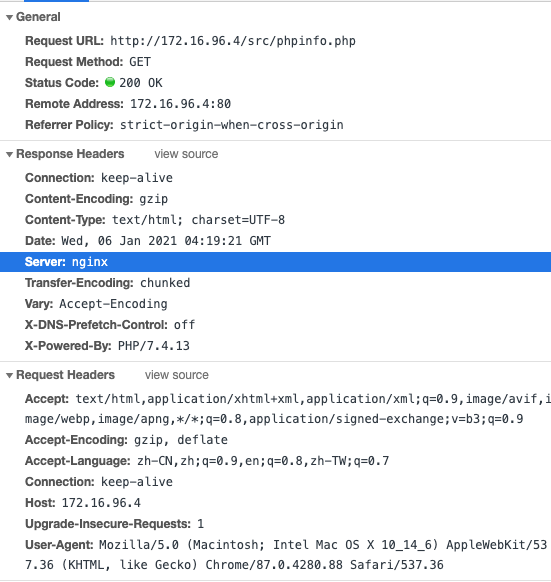 General
Request URL: http://172.16.96.4/src/phpinfo.php
Request Method: GET
Status Code: 200 OK
Remote Address: 172.16.96.4:80
Referrer Policy: strict-origin-when-cross-origin
Response Headers view source
Connection: keep-alive
Content-Encoding: gzip
Content-Type: text/html; charset=UTF-8
Date: Wed, 06 Jan 2021 04:19:21 GMT
Server: nginx
Transfer-Encoding: chunked
Vary: Accept-Encoding
X-DNS-Prefetch-Control: off
X-Powered-By: PHP/7.4.13
Request Headers view source
Accept: text/html,application/xhtml+xml,application/xml;q=0.9,image/avif,i
mage/webp,image/apng,*/*;q=0.8,application/signed-exchange;v=b3;q=0.9
Accept-Encoding: gzip, deflate
Accept-Language: zh-CN,zh;q=0.9,en;q=0.8,zh-TW;q=0.7
Connection: keep-alive
Host: 172.16.96.4
Upgrade-Insecure-Requests: 1
User-Agent: Mozilla/5.0 (Macintosh; Intel Mac OS X 10_14_6) AppleWebKit/53
7.36 (KHTML, like Gecko) Chrome/87.0.4280.88 Safari/537.36